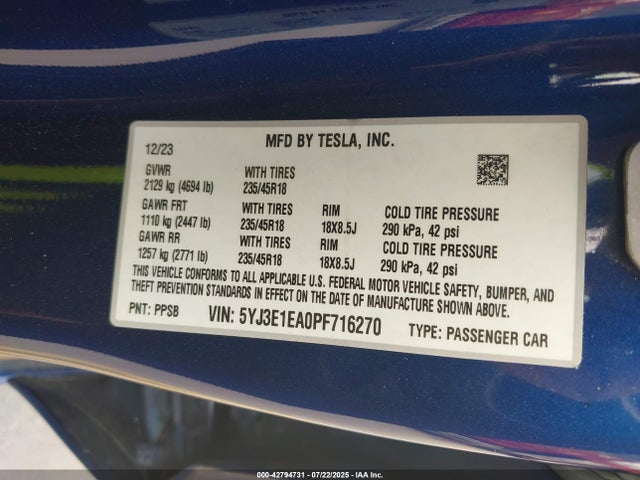 12/23 MFD BY TESLA, INC.
GVWR WITH TIRES
2129 kg (4694 lb) 235/45R18
GAWR FRT WITH TIRES RIM COLD TIRE PRESSURE
1110 kg (2447 lb) 235/45R18 18X8.5J 290 kPa, 42 psi
GAWR RR WITH TIRES RIM COLD TIRE PRESSURE
1257 kg (2771 lb) 235/45R18 18X8.5J 290 kPa, 42 psi
THIS VEHICLE CONFORMS TO ALL APPLICABLE U.S. FEDERAL MOTOR VEHICLE SAFETY, BUMPER, AND
THEFT PREVENTION STANDARDS IN EFFECT ON THE DATE OF MANUFACTURE SHOWN ABOVE.
PNT: PPSB VIN: 5YJ3E1EA0PF716270 TYPE: PASSENGER CAR
000-42794731 - 07/22/2025 - IAA Inc.